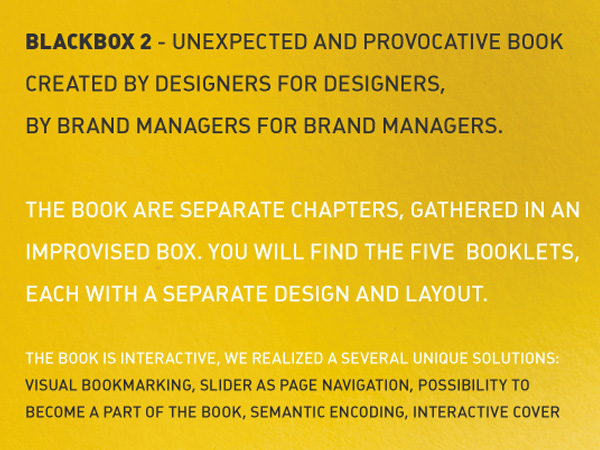 BLACKBOX 2 - UNEXPECTED AND PROVOCATIVE BOOK
CREATED BY DESIGNERS FOR DESIGNERS,
BY BRAND MANAGERS FOR BRAND MANAGERS.
THE BOOK ARE SEPARATE CHAPTERS, GATHERED IN AN
IMPROVISED BOX. YOU WILL FIND THE FIVE BOOKLETS,
EACH WITH A SEPARATE DESIGN AND LAYOUT.
THE BOOK IS INTERACTIVE, WE REALIZED A SEVERAL UNIQUE SOLUTIONS:
VISUAL BOOKMARKING, SLIDER AS PAGE NAVIGATION, POSSIBILITY TO
BECOME A PART OF THE BOOK, SEMANTIC ENCODING, INTERACTIVE COVER